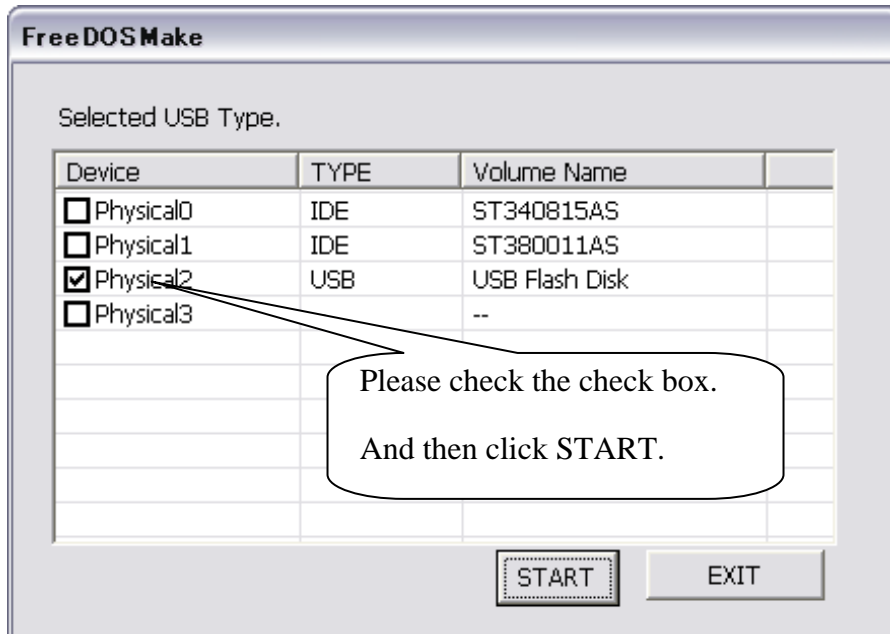 FreeDOSMake
Selected USB Type.
Device TYPE Volume Name
Physical0 IDE ST340815AS
Physical1 IDE ST380011AS
Physical2 USB USB Flash Disk
Physical3 --
Please check the check box.
And then click START.
START EXIT